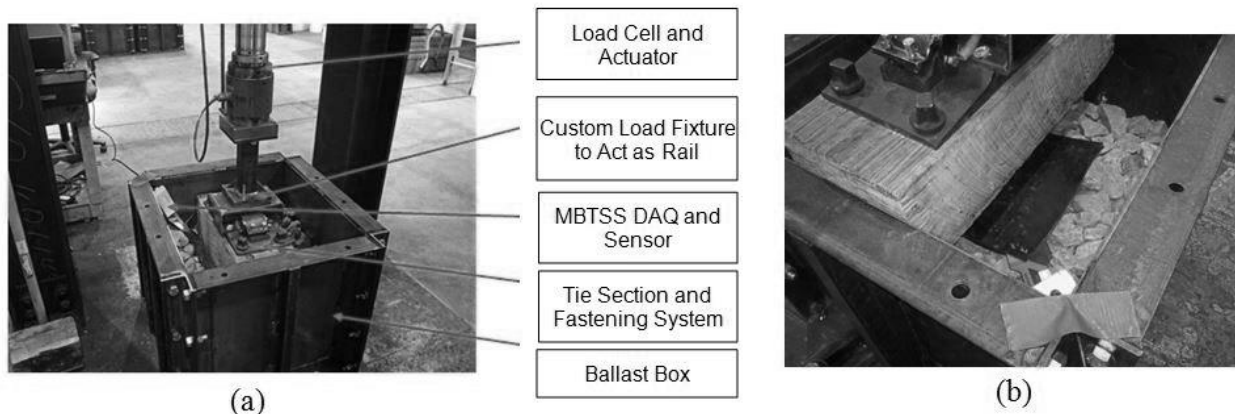 Load Cell and
Actuator
Custom Load Fixture
to Act as Rail
MBTSS DAQ and
Sensor
Tie Section and
Fastening System
Ballast Box
(a)
(b)